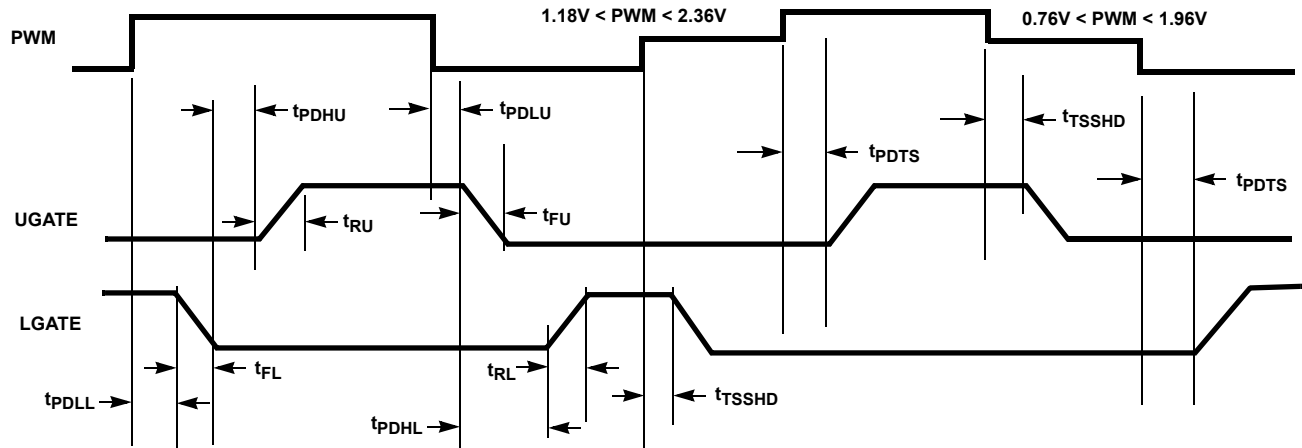 1.18V < PWM < 2.36V
0.76V < PWM < 1.96V
PWM
tPDHU
tPDLU
tTSSHD
tPDTS
tPDTS
UGATE
tRU
tFU
LGATE
tFL
tRL
tPDLL
tTSSHD
tPDHL